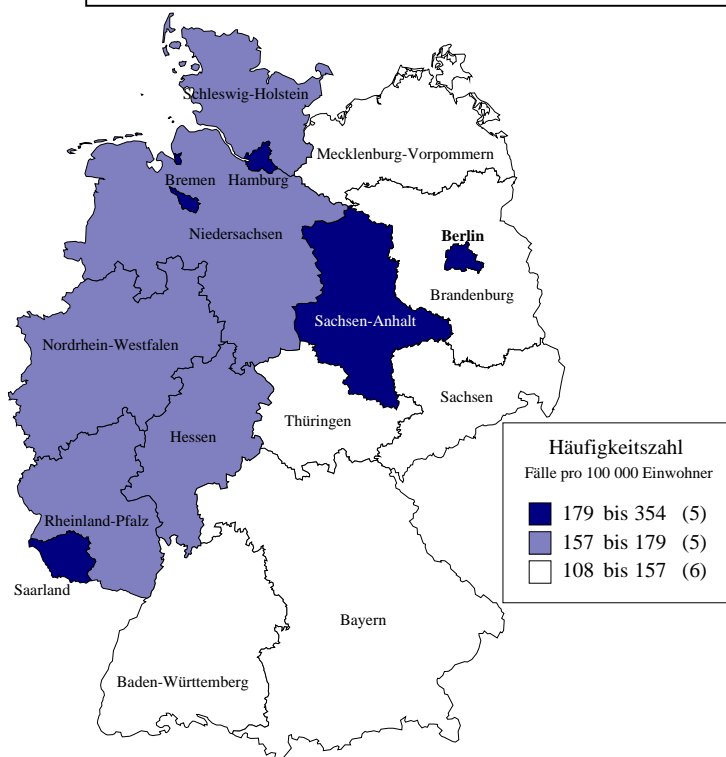 Schleswig-Holstein
Mecklenburg-Vorpommern
Bremen
Hamburg
Niedersachsen
Berlin
Brandenburg
Sachsen-Anhalt
Nordrhein-Westfalen
Sachsen
Thüringen
Hessen
Häufigkeitszahl
Fälle pro 100 000 Einwohner
179 bis 354 (5)
157 bis 179 (5)
108 bis 157 (6)
Rheinland-Pfalz
Saarland
Bayern
Baden-Württemberg